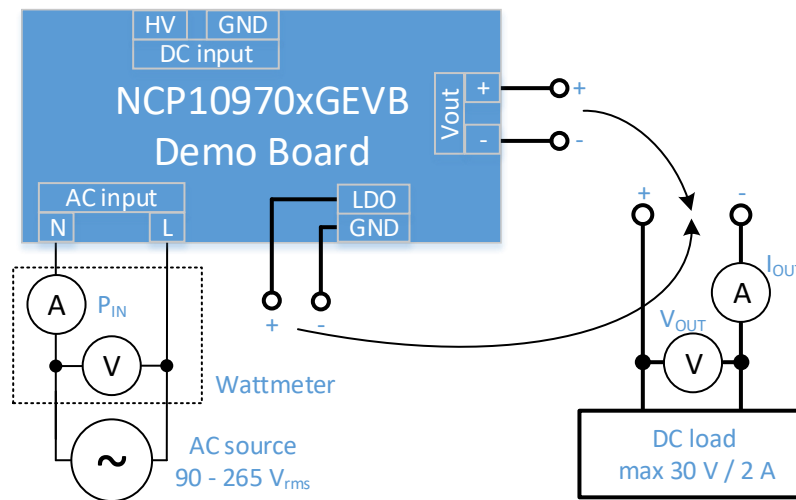 HV GND
DC input
NCP10970xGEVB
Demo Board
Vout
+ +
- -
AC input
N L
LDO
GND
+ -
A
PIN
V
Wattmeter
+ -
A
IOUT
VOUT
V
~
AC source
90 - 265 Vrms
DC load
max 30 V / 2 A